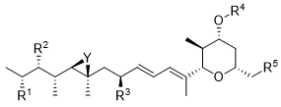 O-R⁴
R² Y
R¹ R³ O R⁵